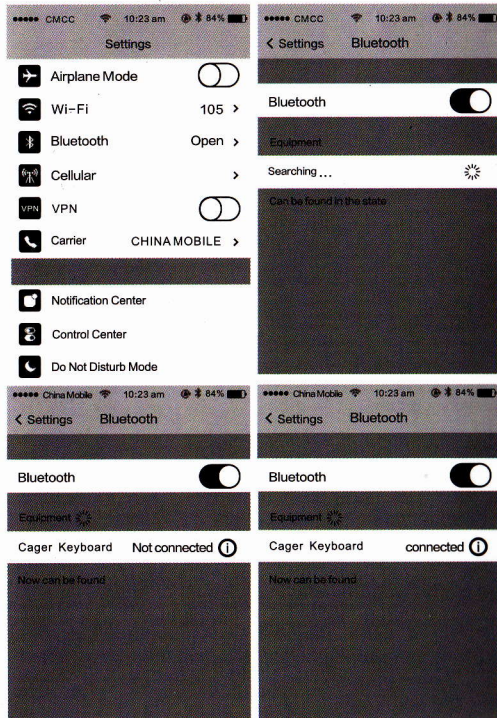 CMCC 10:23 am 84%
Settings
Airplane Mode
Wi-Fi 105 >
Bluetooth Open >
Cellular >
VPN VPN
Carrier CHINA MOBILE >
Notification Center
Control Center
Do Not Disturb Mode
CMCC 10:23 am 84%
< Settings Bluetooth
Bluetooth
Equipment
Searching...
Can be found in the state
China Mobile 10:23 am 84%
< Settings Bluetooth
Bluetooth
Equipment
Cager Keyboard Not connected i
Now can be found
China Mobile 10:23 am 84%
< Settings Bluetooth
Bluetooth
Equipment
Cager Keyboard connected i
Now can be found